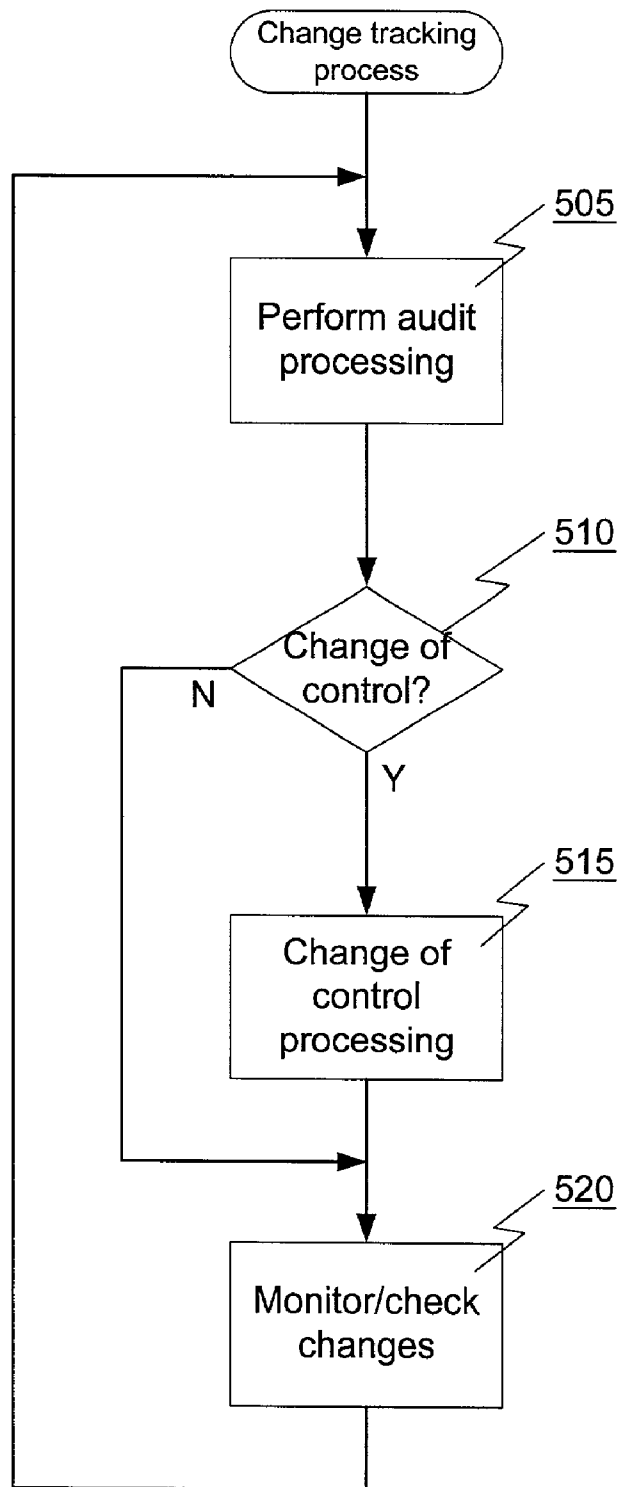 Change tracking
process
505
Perform audit
processing
510
Change of
control?
N
Y
515
Change of
control
processing
520
Monitor/check
changes